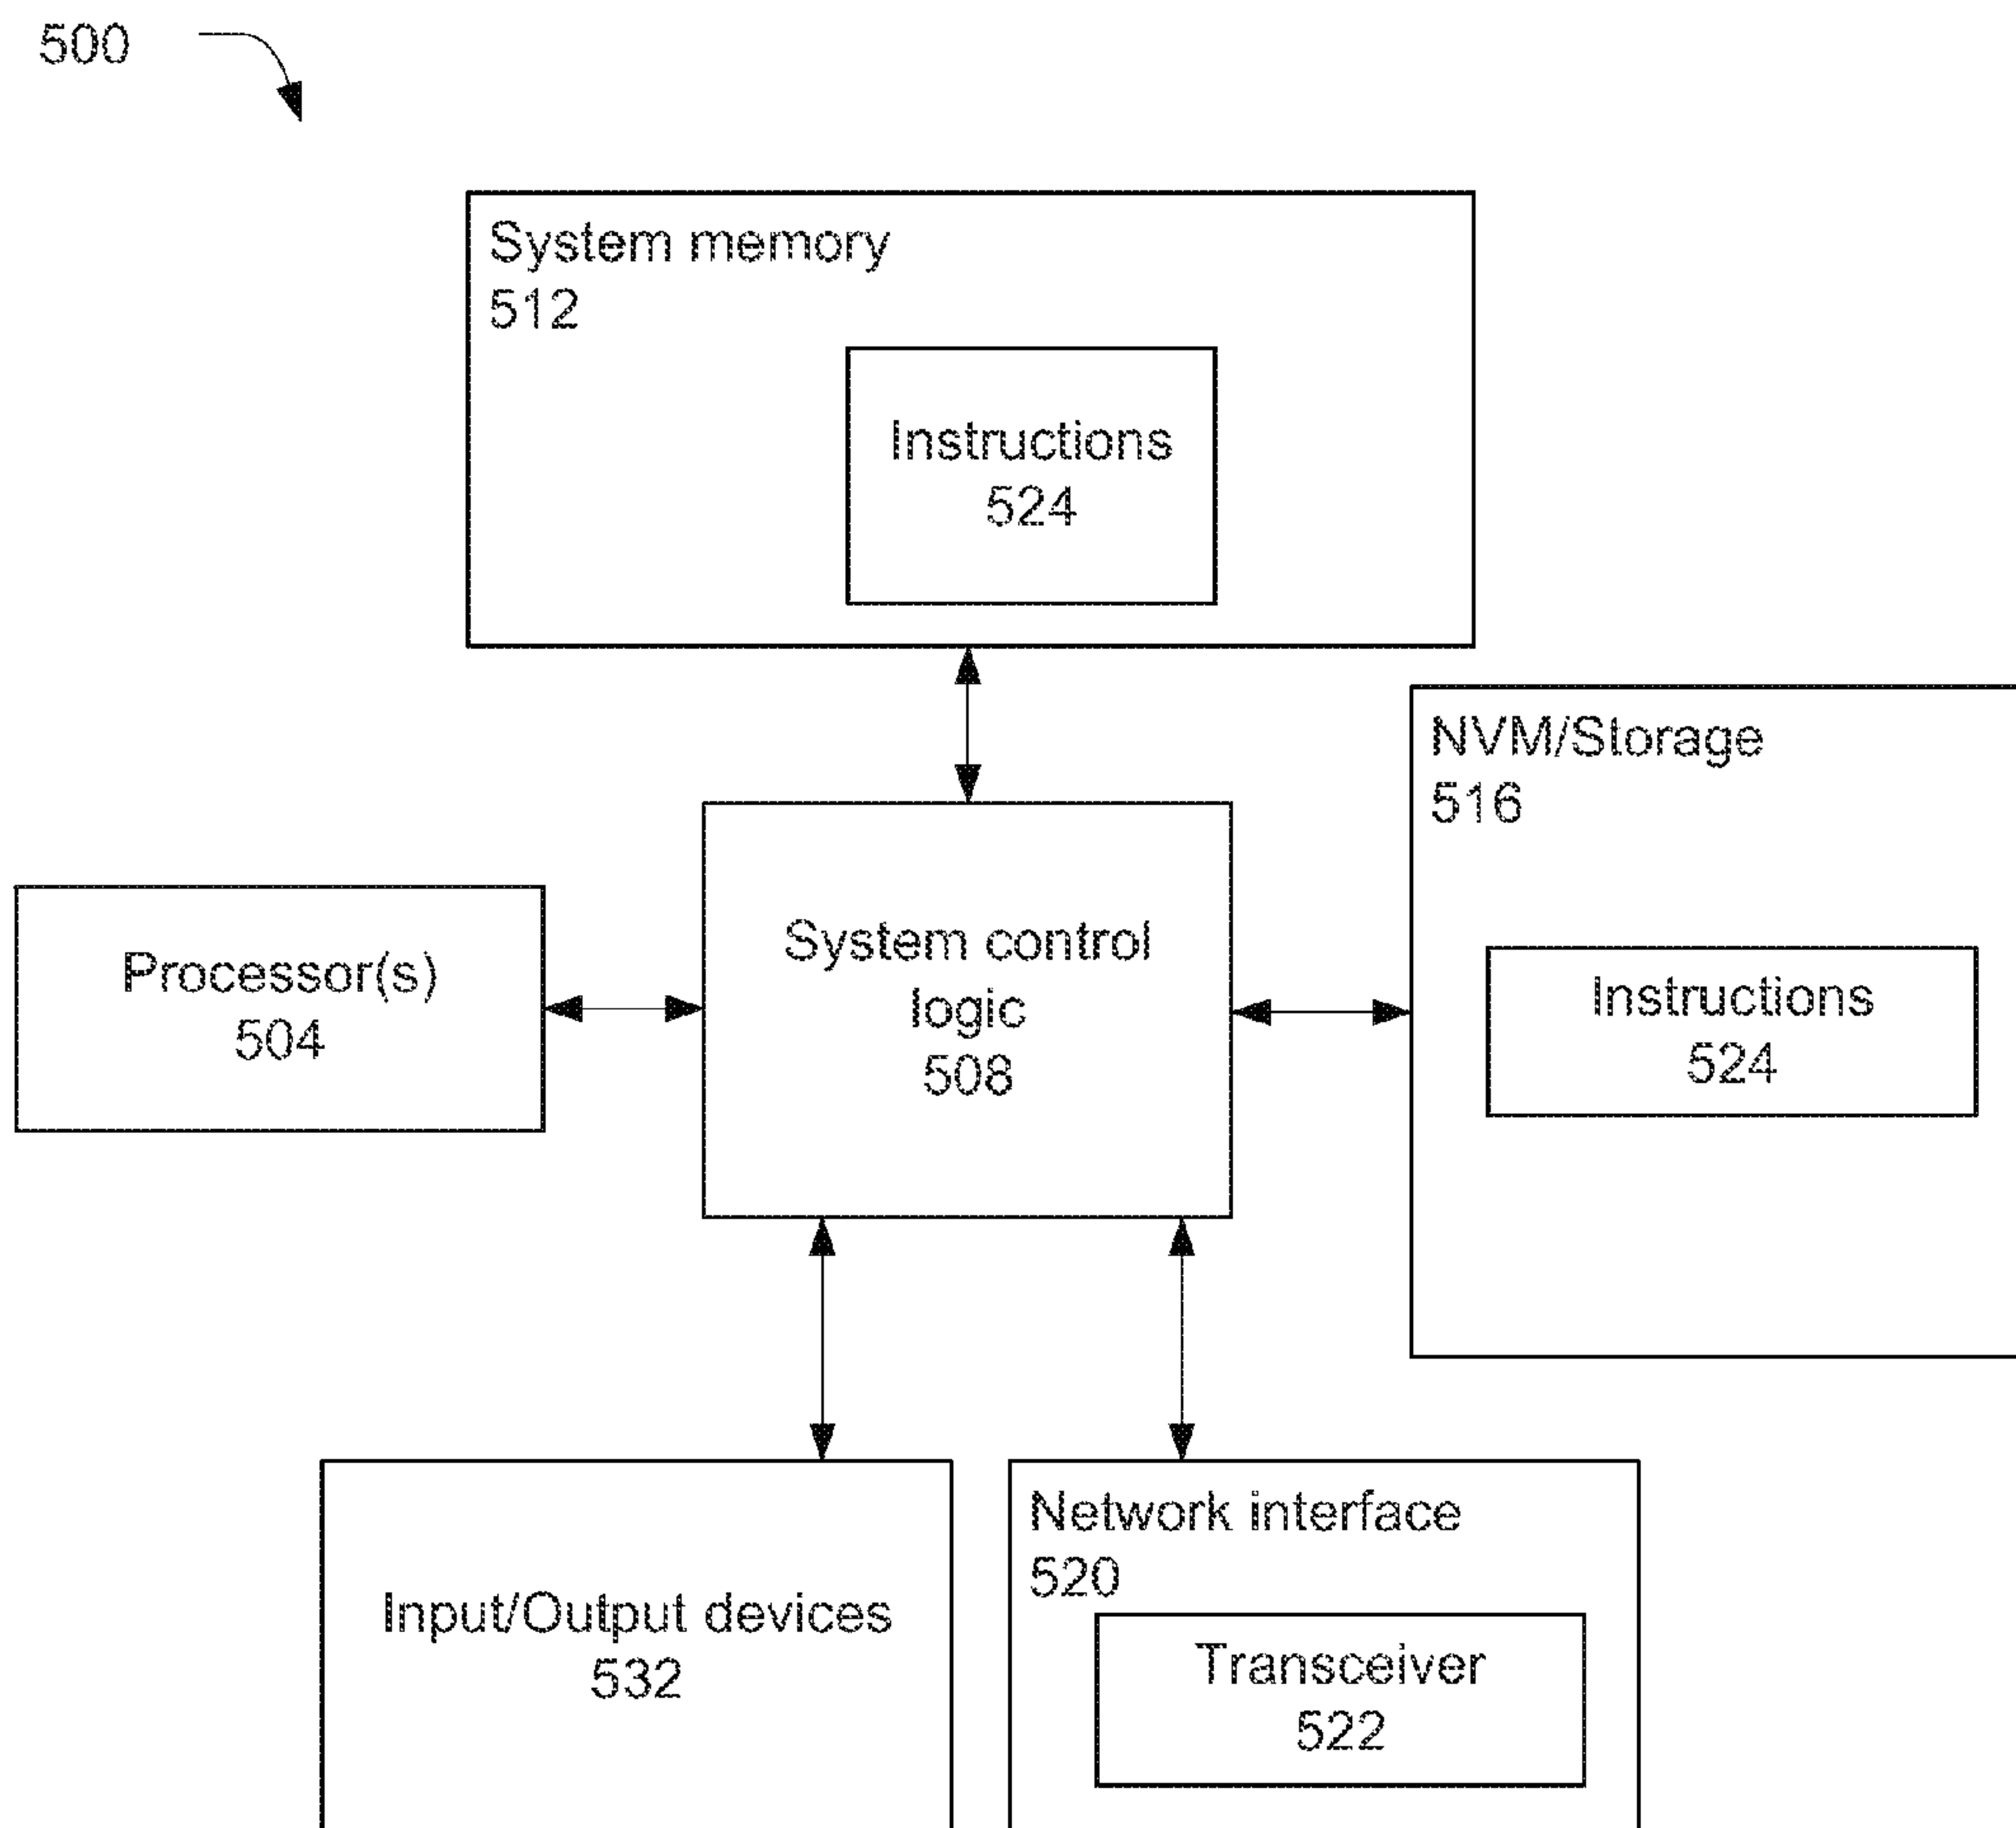 500
System memory
512
Instructions
524
NVM/Storage
516
Instructions
524
Processor(s)
504
System control
logic
508
Input/Output devices
532
Network interface
520
Transceiver
522